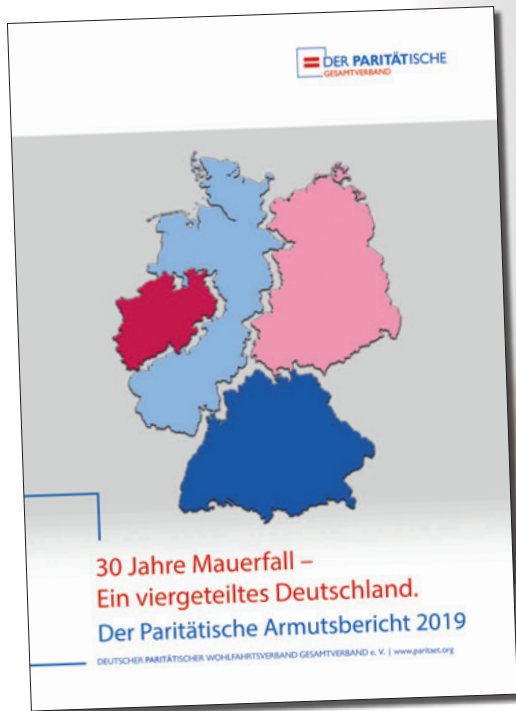 DER PARITÄTISCHE
GESAMTVERBAND
30 Jahre Mauerfall –
Ein viergeteiltes Deutschland.
Der Paritätische Armutsbericht 2019
DEUTSCHER PARITÄTISCHER WOHLFAHRTSVERBAND GESAMTVERBAND e. V. | www.paritaet.org